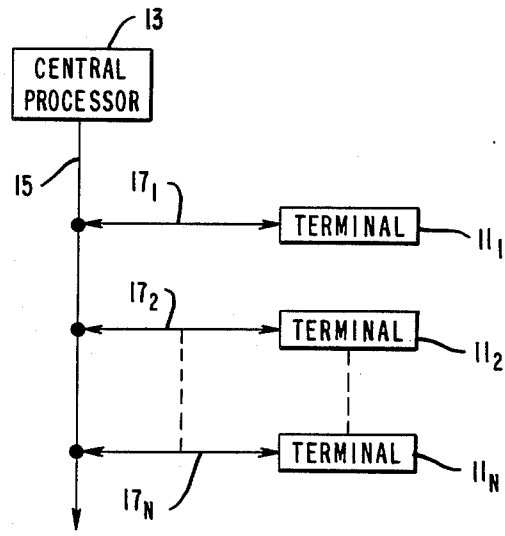 13
CENTRAL
PROCESSOR
15
17₁
TERMINAL
11₁
17₂
TERMINAL
11₂
TERMINAL
17ₙ
11ₙ